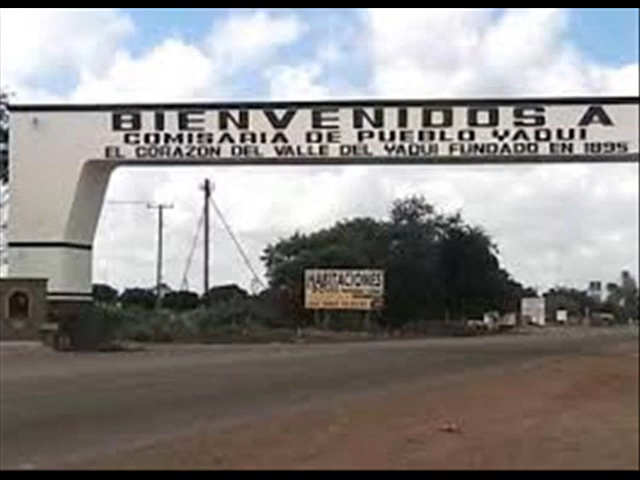 BIENVENIDOS A
COMISARIA DE PUEBLO YAQUI
EL CORAZON DEL VALLE DEL YAQUI FUNDADO EN 1895
HABITACIONES